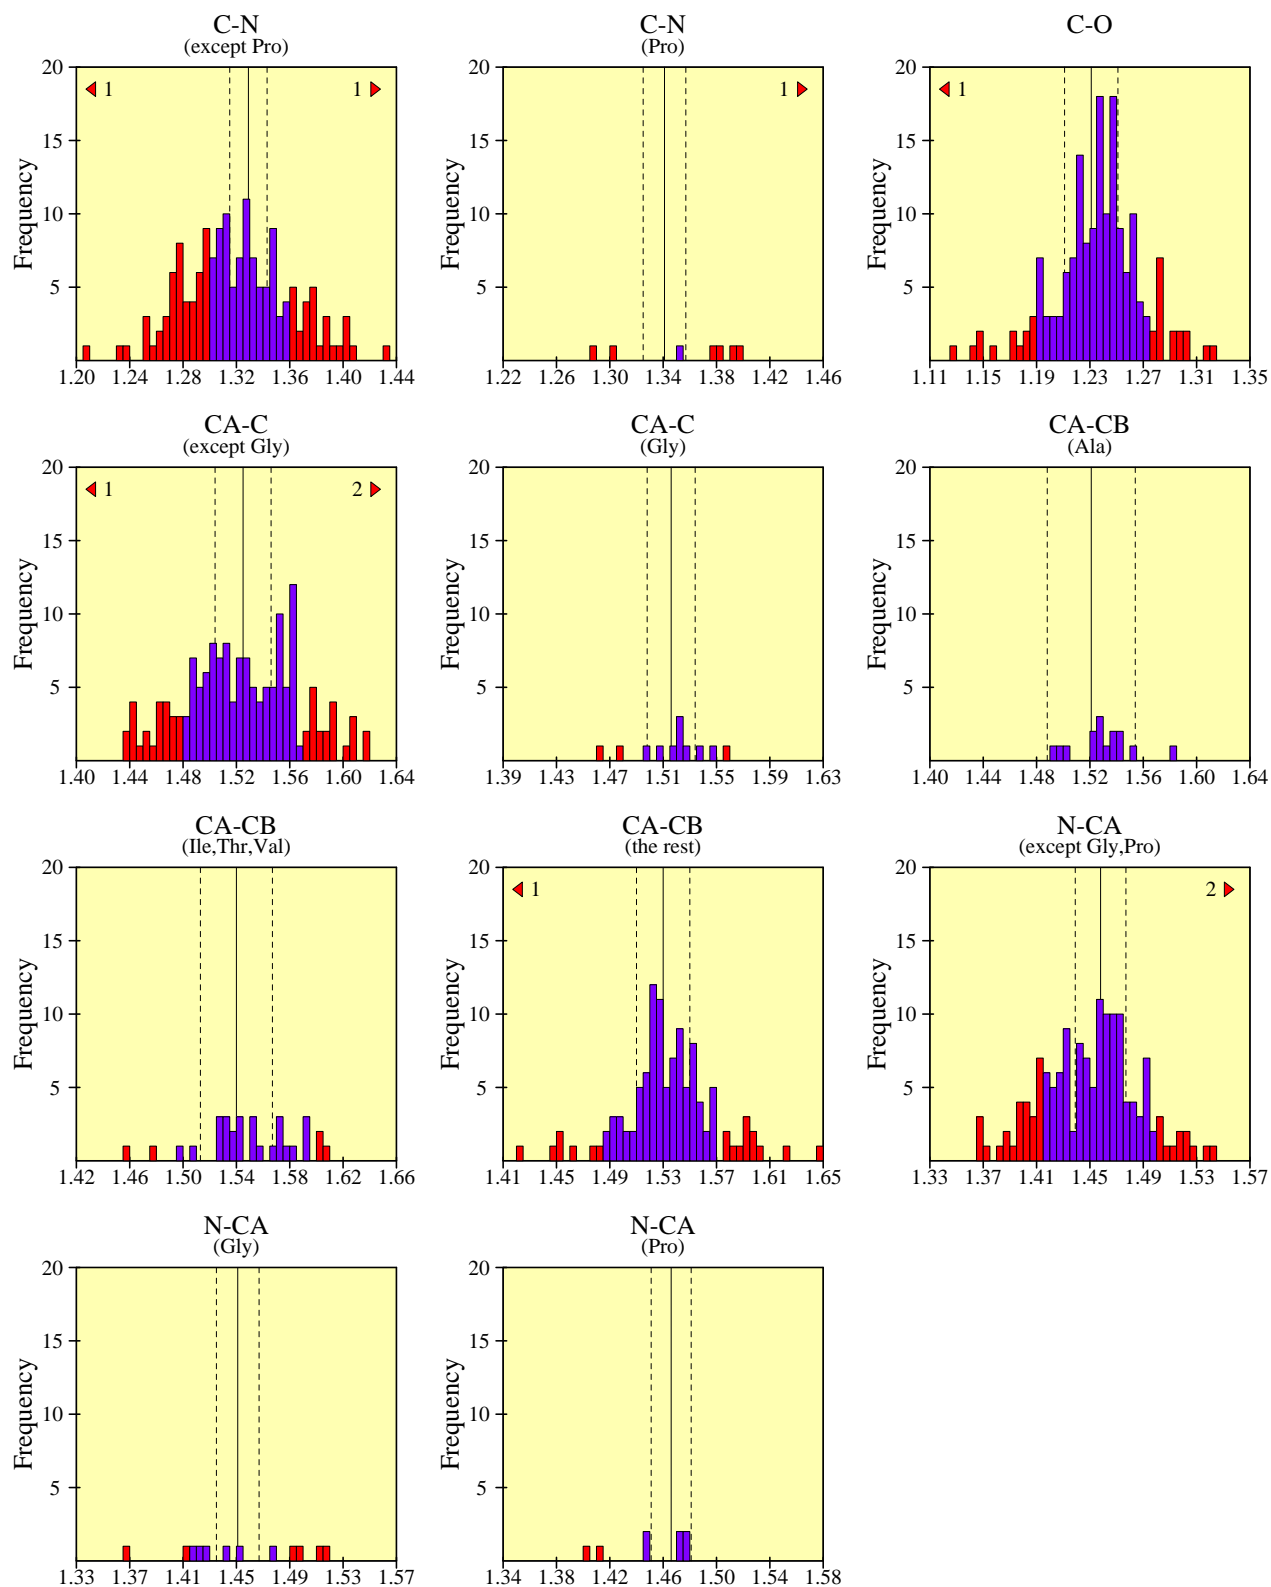 C-N
(except Pro)
20
15
10
5
Frequency
1
1
1.20 1.24 1.28 1.32 1.36 1.40 1.44
C-N
(Pro)
20
15
10
5
Frequency
1
1.22 1.26 1.30 1.34 1.38 1.42 1.46
C-O
20
15
10
5
Frequency
1
1.11 1.15 1.19 1.23 1.27 1.31 1.35
CA-C
(except Gly)
20
15
10
5
Frequency
1
2
1.40 1.44 1.48 1.52 1.56 1.60 1.64
CA-C
(Gly)
20
15
10
5
Frequency
1.39 1.43 1.47 1.51 1.55 1.59 1.63
CA-CB
(Ala)
20
15
10
5
Frequency
1.40 1.44 1.48 1.52 1.56 1.60 1.64
CA-CB
(Ile,Thr,Val)
20
15
10
5
Frequency
1.42 1.46 1.50 1.54 1.58 1.62 1.66
CA-CB
(the rest)
20
15
10
5
Frequency
1
1.41 1.45 1.49 1.53 1.57 1.61 1.65
N-CA
(except Gly,Pro)
20
15
10
5
Frequency
2
1.33 1.37 1.41 1.45 1.49 1.53 1.57
N-CA
(Gly)
20
15
10
5
Frequency
1.33 1.37 1.41 1.45 1.49 1.53 1.57
N-CA
(Pro)
20
15
10
5
Frequency
1.34 1.38 1.42 1.46 1.50 1.54 1.58